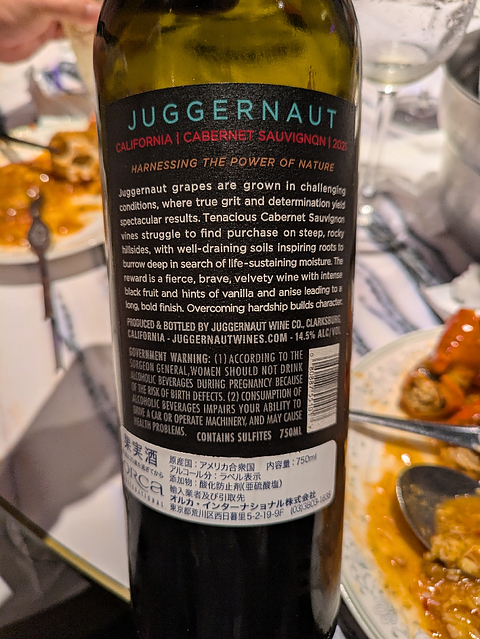 JUGGERNAUT
CALIFORNIA | CABERNET SAUVIGNON | 202
HARNESSING THE POWER OF NATURE
Juggernaut grapes are grown in challenging
conditions, where true grit and determination yield
spectacular results. Tenacious Cabernet Sauvignon
vines struggle to find purchase on steep, rocky
hillsides, with well-draining soils inspiring roots to
burrow deep in search of life-sustaining moisture. The
reward is a fierce, brave, velvety wine with intense
black fruit and hints of vanilla and anise leading to a
long, bold finish. Overcoming hardship builds character.
PRODUCED & BOTTLED BY JUGGERNAUT WINE CO., CLARKSBURG,
CALIFORNIA - JUGGERNAUTWINES.COM - 14.5% ALC/VOL
GOVERNMENT WARNING: (1) ACCORDING TO THE
SURGEON GENERAL, WOMEN SHOULD NOT DRINK
ALCOHOLIC BEVERAGES DURING PREGNANCY BECAUSE
OF THE RISK OF BIRTH DEFECTS. (2) CONSUMPTION OF
ALCOHOLIC BEVERAGES IMPAIRS YOUR ABILITY TO
DRIVE A CAR OR OPERATE MACHINERY, AND MAY CAUSE
HEALTH PROBLEMS. CONTAINS SULFITES 750ML
果実酒
orca
原産国：アメリカ合衆国 内容量：750ml
アルコール分：ラベル表示
添加物：酸化防止剤(亜硫酸塩)
輸入業者及び引取先
オルカ・インターナショナル株式会社
東京都荒川区西日暮里5-2-19-9F (03)3803-1635